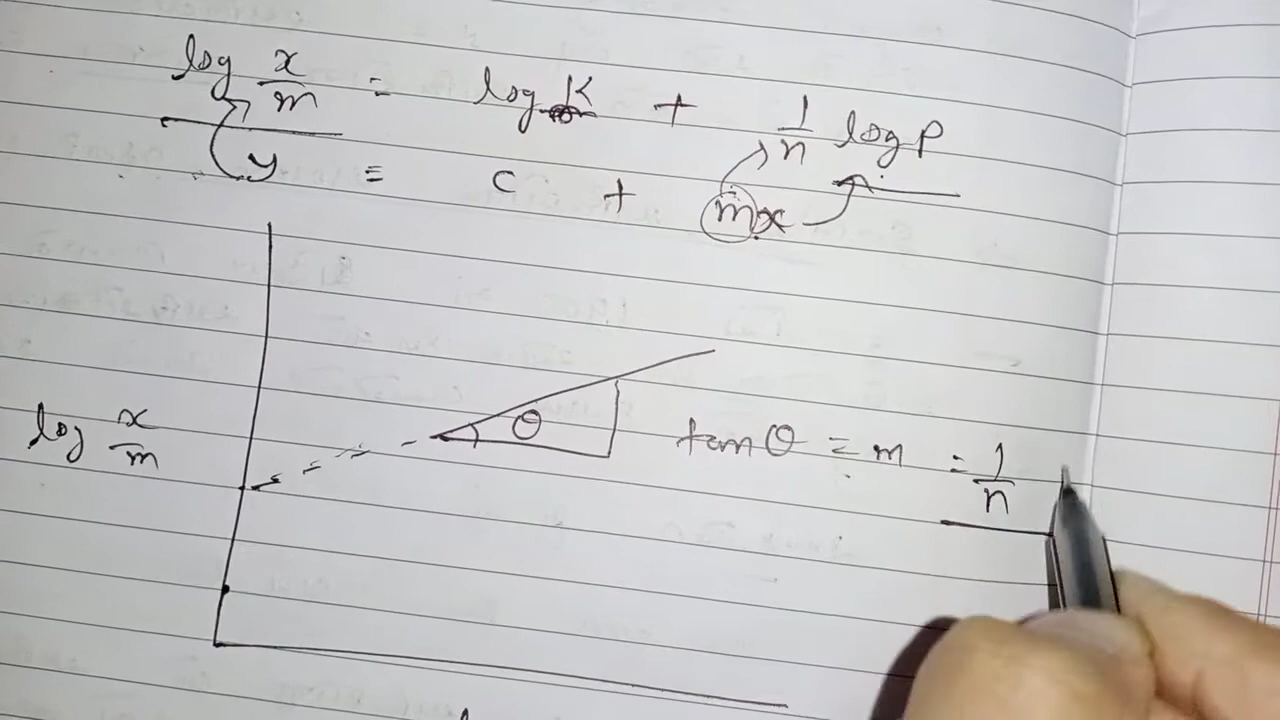 log x/m = log K + 1/n log P
y = c + mx
θ
log x/m
tan θ = m = 1/n